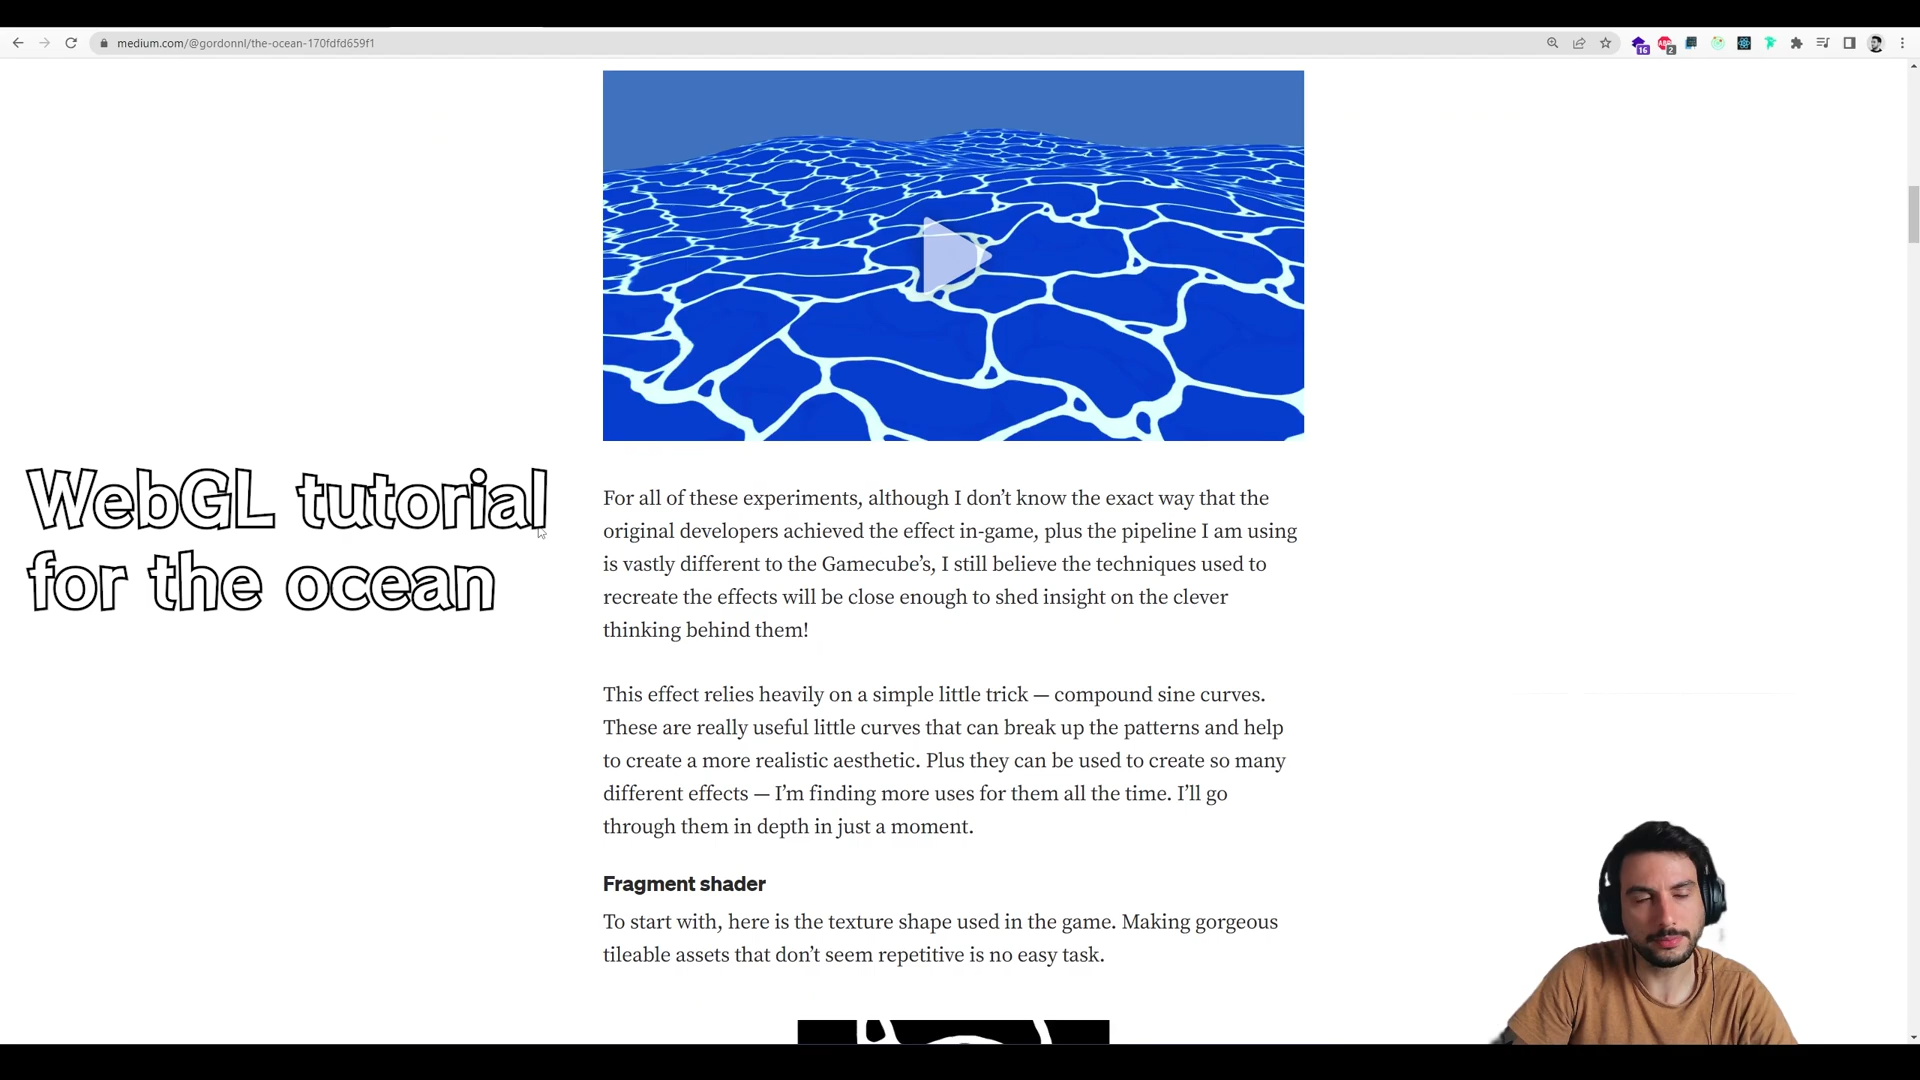 medium.com/@gordonnl/the-ocean-170fdfd659f1
16
2
WebGL tutorial
for the ocean
For all of these experiments, although I don’t know the exact way that the
original developers achieved the effect in-game, plus the pipeline I am using
is vastly different to the Gamecube’s, I still believe the techniques used to
recreate the effects will be close enough to shed insight on the clever
thinking behind them!
This effect relies heavily on a simple little trick — compound sine curves.
These are really useful little curves that can break up the patterns and help
to create a more realistic aesthetic. Plus they can be used to create so many
different effects — I’m finding more uses for them all the time. I’ll go
through them in depth in just a moment.
Fragment shader
To start with, here is the texture shape used in the game. Making gorgeous
tileable assets that don’t seem repetitive is no easy task.